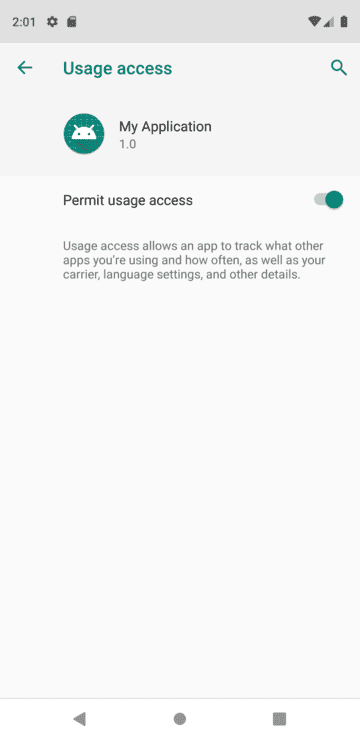 2:01
Usage access
My Application
1.0
Permit usage access
Usage access allows an app to track what other
apps you’re using and how often, as well as your
carrier, language settings, and other details.